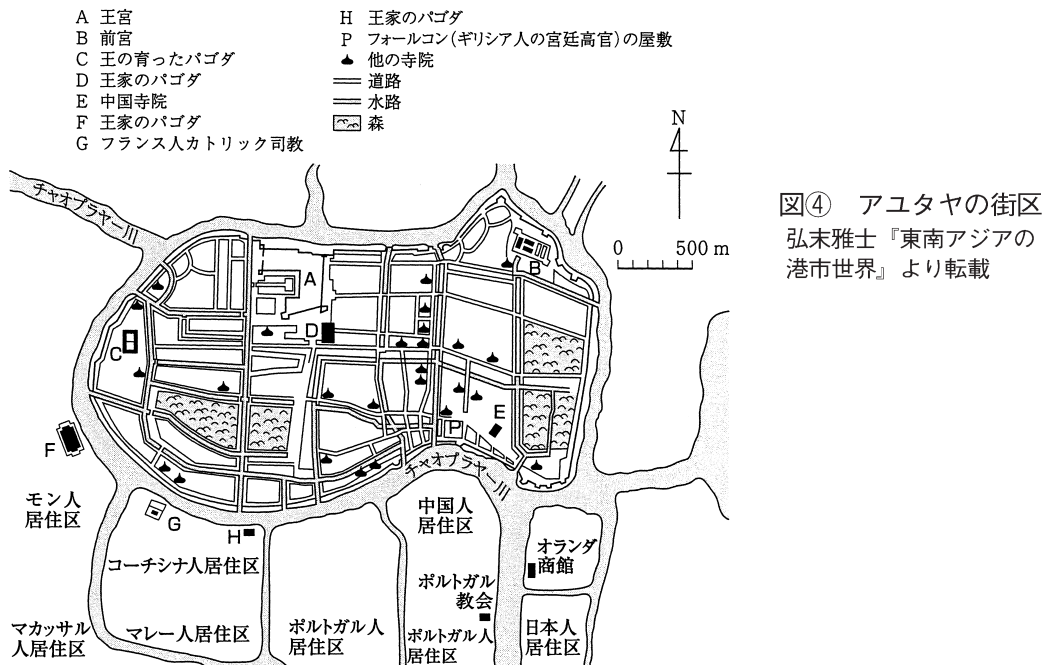 A 王宮
B 前宮
C 王の育ったパゴダ
D 王家のパゴダ
E 中国寺院
F 王家のパゴダ
G フランス人カトリック司教
H 王家のパゴダ
P フォールコン(ギリシア人の宮廷高官)の屋敷
他の寺院
道路
水路
森
N
0 500 m
図④ アユタヤの街区
弘末雅士『東南アジアの
港市世界』より転載
チャオプラヤー川
A
B
C
D
E
P
F
チャオプラヤー川
モン人
居住区
G
H
コーチシナ人居住区
中国人
居住区
オランダ
商館
ポルトガル
教会
マカッサル
人居住区
マレー人居住区
ポルトガル人
居住区
ポルトガル人
居住区
日本人
居住区